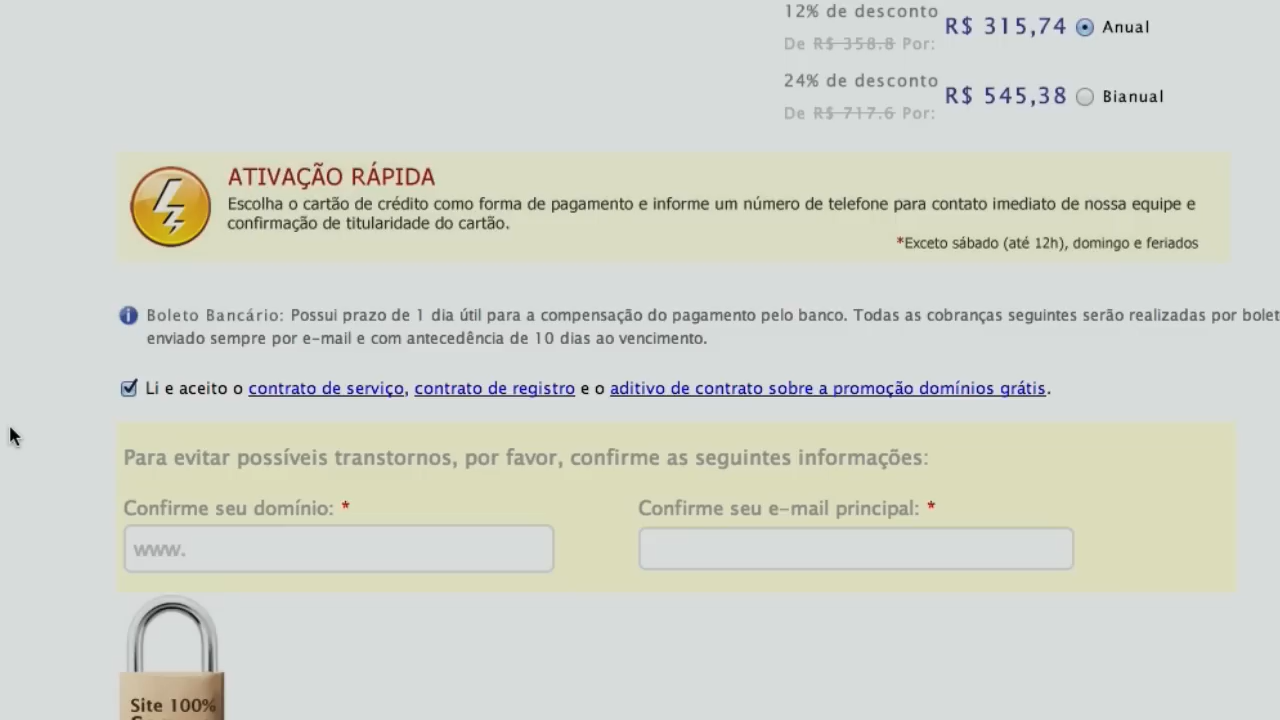 12% de desconto
De R$ 358.8 Por:
R$ 315,74
Anual
24% de desconto
De R$ 717.6 Por:
R$ 545,38
Bianual
ATIVAÇÃO RÁPIDA
Escolha o cartão de crédito como forma de pagamento e informe um número de telefone para contato imediato de nossa equipe e
confirmação de titularidade do cartão.
*Exceto sábado (até 12h), domingo e feriados
Boleto Bancário: Possui prazo de 1 dia útil para a compensação do pagamento pelo banco. Todas as cobranças seguintes serão realizadas por bolet
enviado sempre por e-mail e com antecedência de 10 dias ao vencimento.
Li e aceito o contrato de serviço, contrato de registro e o aditivo de contrato sobre a promoção domínios grátis.
Para evitar possíveis transtornos, por favor, confirme as seguintes informações:
Confirme seu domínio: *
Confirme seu e-mail principal: *
www.
Site 100%